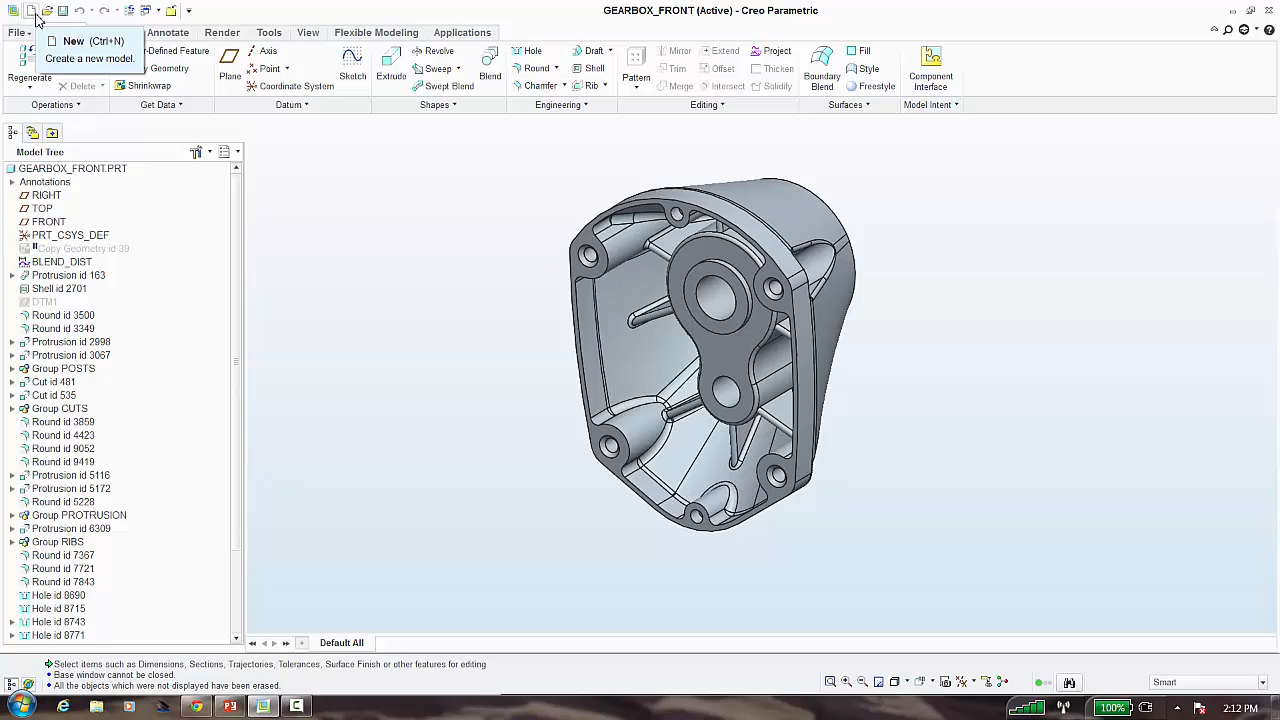 GEARBOX_FRONT (Active) - Creo Parametric
File Annotate Render Tools View Flexible Modeling Applications
New (Ctrl+N)
Create a new model.
Regenerate
-Defined Feature
Geometry
Delete
Shrinkwrap
Plane
Axis
Point
Coordinate System
Sketch
Extrude
Revolve
Sweep
Swept Blend
Blend
Hole
Round
Chamfer
Draft
Shell
Rib
Pattern
Mirror
Trim
Merge
Extend
Offset
Intersect
Project
Thicken
Solidify
Boundary
Blend
Fill
Style
Freestyle
Component
Interface
Operations Get Data Datum Shapes Engineering Editing Surfaces Model Intent
Model Tree
GEARBOX_FRONT.PRT
Annotations
RIGHT
TOP
FRONT
PRT_CSYS_DEF
Copy Geometry id 39
BLEND_DIST
Protrusion id 163
Shell id 2701
DTM1
Round id 3500
Round id 3349
Protrusion id 2998
Protrusion id 3067
Group POSTS
Cut id 481
Cut id 535
Group CUTS
Round id 3859
Round id 4423
Round id 9052
Round id 9419
Protrusion id 5116
Protrusion id 5172
Round id 5228
Group PROTRUSION
Protrusion id 6309
Group RIBS
Round id 7367
Round id 7721
Round id 7843
Hole id 8690
Hole id 8715
Hole id 8743
Hole id 8771
Default All
Select items such as Dimensions, Sections, Trajectories, Tolerances, Surface Finish or other features for editing
Base window cannot be closed.
All the objects which were not displayed have been erased.
Smart
100%
2:12 PM